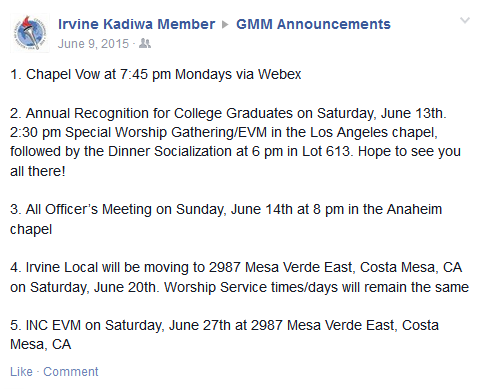 Irvine Kadiwa Member ▸ GMM Announcements
June 9, 2015 ·
1. Chapel Vow at 7:45 pm Mondays via Webex
2. Annual Recognition for College Graduates on Saturday, June 13th.
2:30 pm Special Worship Gathering/EVM in the Los Angeles chapel,
followed by the Dinner Socialization at 6 pm in Lot 613. Hope to see you
all there!
3. All Officer's Meeting on Sunday, June 14th at 8 pm in the Anaheim
chapel
4. Irvine Local will be moving to 2987 Mesa Verde East, Costa Mesa, CA
on Saturday, June 20th. Worship Service times/days will remain the same
5. INC EVM on Saturday, June 27th at 2987 Mesa Verde East, Costa
Mesa, CA
Like · Comment